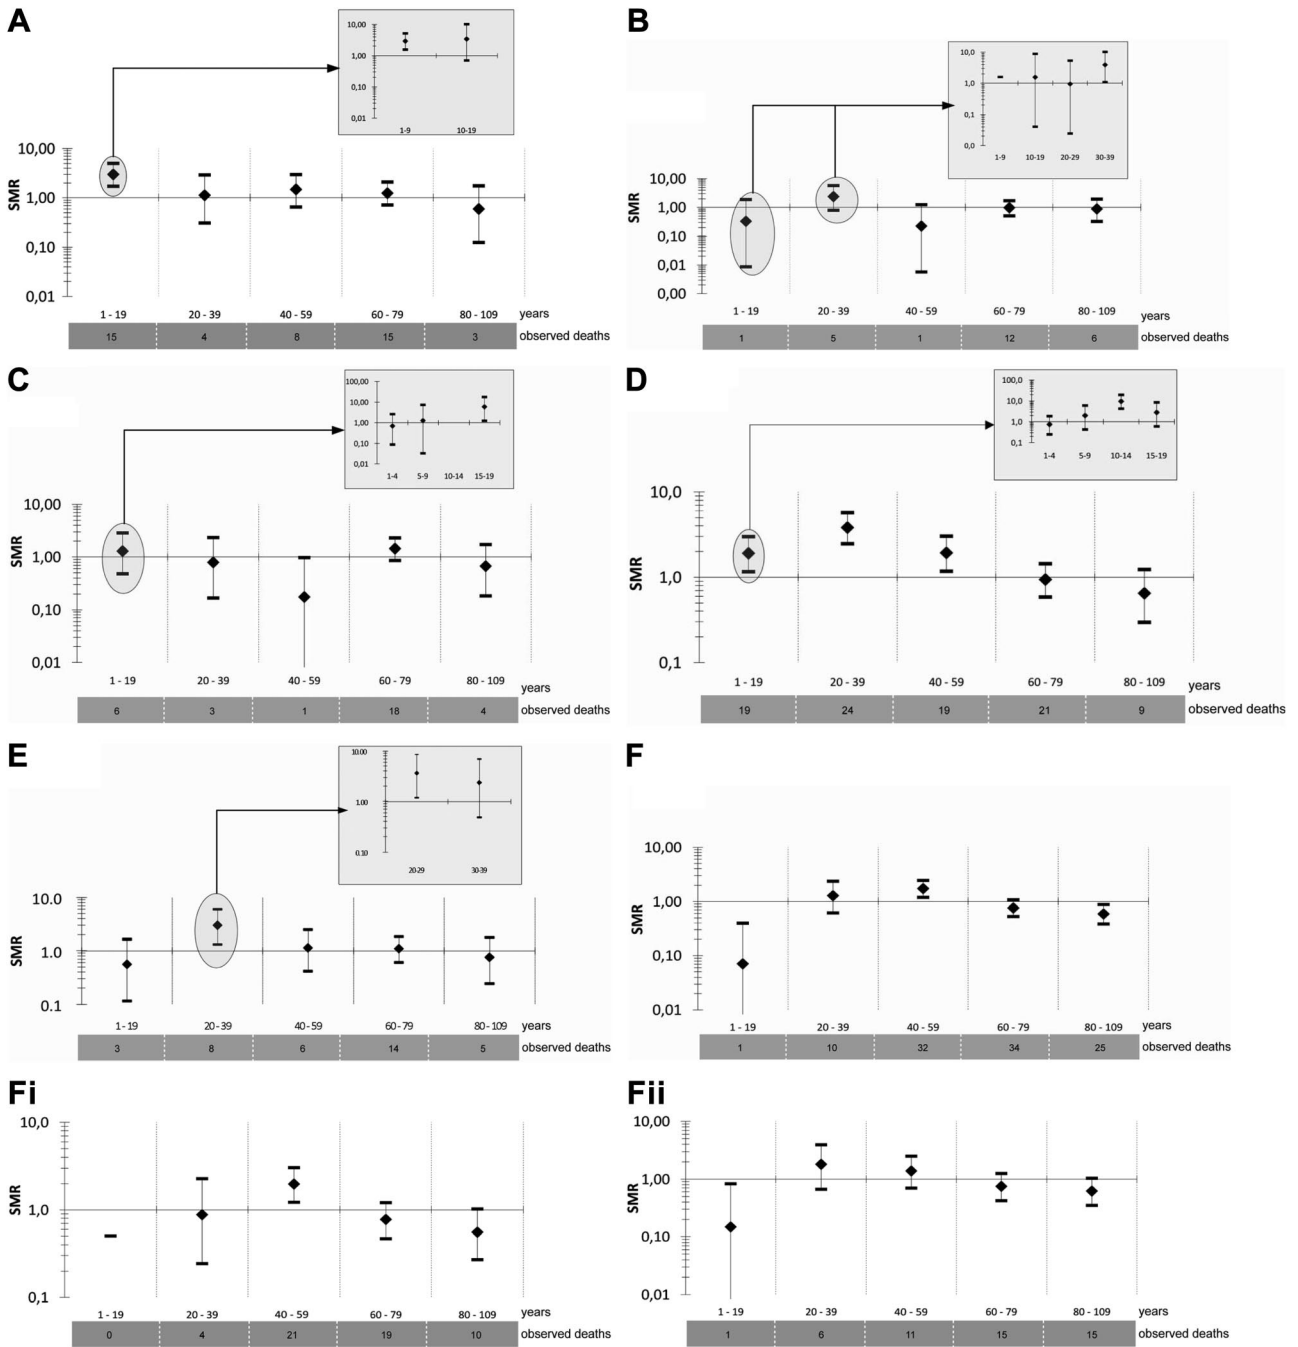 A
10,00
1,00
0,10
0,01
1-9 10-19
10,00
1,00
0,10
0,01
SMR
1 - 19 20 - 39 40 - 59 60 - 79 80 - 109 years
15 4 8 15 3 observed deaths
B
10,0
1,0
0,1
0,0
1-9 10-19 20-29 30-39
10,00
1,00
0,10
0,01
0,00
SMR
1 - 19 20 - 39 40 - 59 60 - 79 80 - 109 years
1 5 1 12 6 observed deaths
C
100,00
10,00
1,00
0,10
0,01
1-4 5-9 10-14 15-19
10,00
1,00
0,10
0,01
SMR
1 - 19 20 - 39 40 - 59 60 - 79 80 - 109 years
6 3 1 18 4 observed deaths
D
100,0
10,0
1,0
0,1
1-4 5-9 10-14 15-19
10,0
1,0
0,1
SMR
1 - 19 20 - 39 40 - 59 60 - 79 80 - 109 years
19 24 19 21 9 observed deaths
E
10.00
1.00
0.10
20-29 30-39
10.0
1.0
0.1
SMR
1 - 19 20 - 39 40 - 59 60 - 79 80 - 109 years
3 8 6 14 5 observed deaths
F
10,00
1,00
0,10
0,01
SMR
1 - 19 20 - 39 40 - 59 60 - 79 80 - 109 years
1 10 32 34 25 observed deaths
Fi
10,0
1,0
0,1
SMR
1 - 19 20 - 39 40 - 59 60 - 79 80 - 109 years
0 4 21 19 10 observed deaths
Fii
10,00
1,00
0,10
0,01
SMR
1 - 19 20 - 39 40 - 59 60 - 79 80 - 109 years
1 6 11 15 15 observed deaths